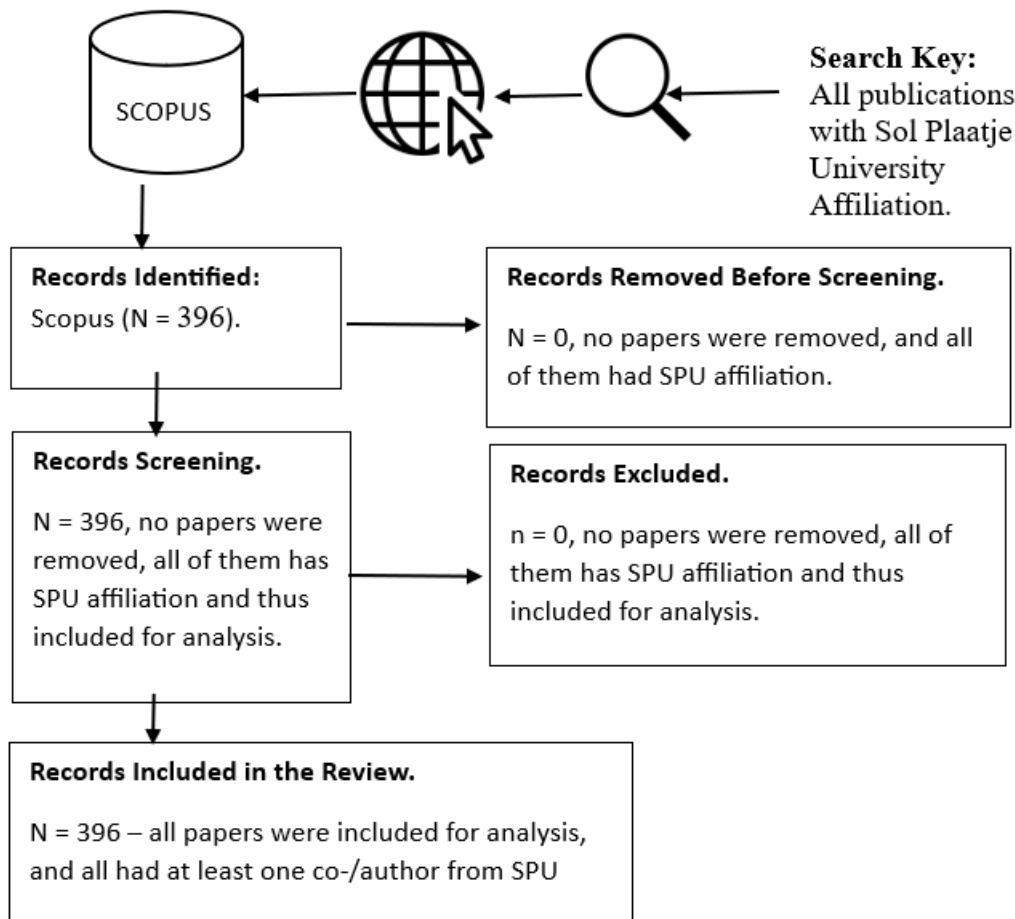 SCOPUS
Search Key:
All publications
with Sol Plaatje
University
Affiliation.
Records Identified:
Scopus (N = 396).
Records Removed Before Screening.
N = 0, no papers were removed, and all
of them had SPU affiliation.
Records Screening.
N = 396, no papers were
removed, all of them has
SPU affiliation and thus
included for analysis.
Records Excluded.
n = 0, no papers were removed, all of
them has SPU affiliation and thus
included for analysis.
Records Included in the Review.
N = 396 – all papers were included for analysis,
and all had at least one co-/author from SPU